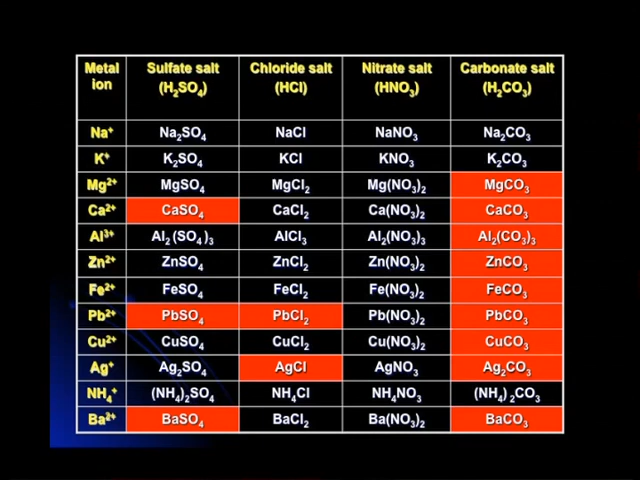 Metal ion Sulfate salt (H₂SO₄) Chloride salt (HCl) Nitrate salt (HNO₃) Carbonate salt (H₂CO₃)
Na⁺ Na₂SO₄ NaCl NaNO₃ Na₂CO₃
K⁺ K₂SO₄ KCl KNO₃ K₂CO₃
Mg²⁺ MgSO₄ MgCl₂ Mg(NO₃)₂ MgCO₃
Ca²⁺ CaSO₄ CaCl₂ Ca(NO₃)₂ CaCO₃
Al³⁺ Al₂ (SO₄ )₃ AlCl₃ Al₂(NO₃)₃ Al₂(CO₃)₃
Zn²⁺ ZnSO₄ ZnCl₂ Zn(NO₃)₂ ZnCO₃
Fe²⁺ FeSO₄ FeCl₂ Fe(NO₃)₂ FeCO₃
Pb²⁺ PbSO₄ PbCl₂ Pb(NO₃)₂ PbCO₃
Cu²⁺ CuSO₄ CuCl₂ Cu(NO₃)₂ CuCO₃
Ag⁺ Ag₂SO₄ AgCl AgNO₃ Ag₂CO₃
NH₄⁺ (NH₄)₂SO₄ NH₄Cl NH₄NO₃ (NH₄) ₂CO₃
Ba²⁺ BaSO₄ BaCl₂ Ba(NO₃)₂ BaCO₃